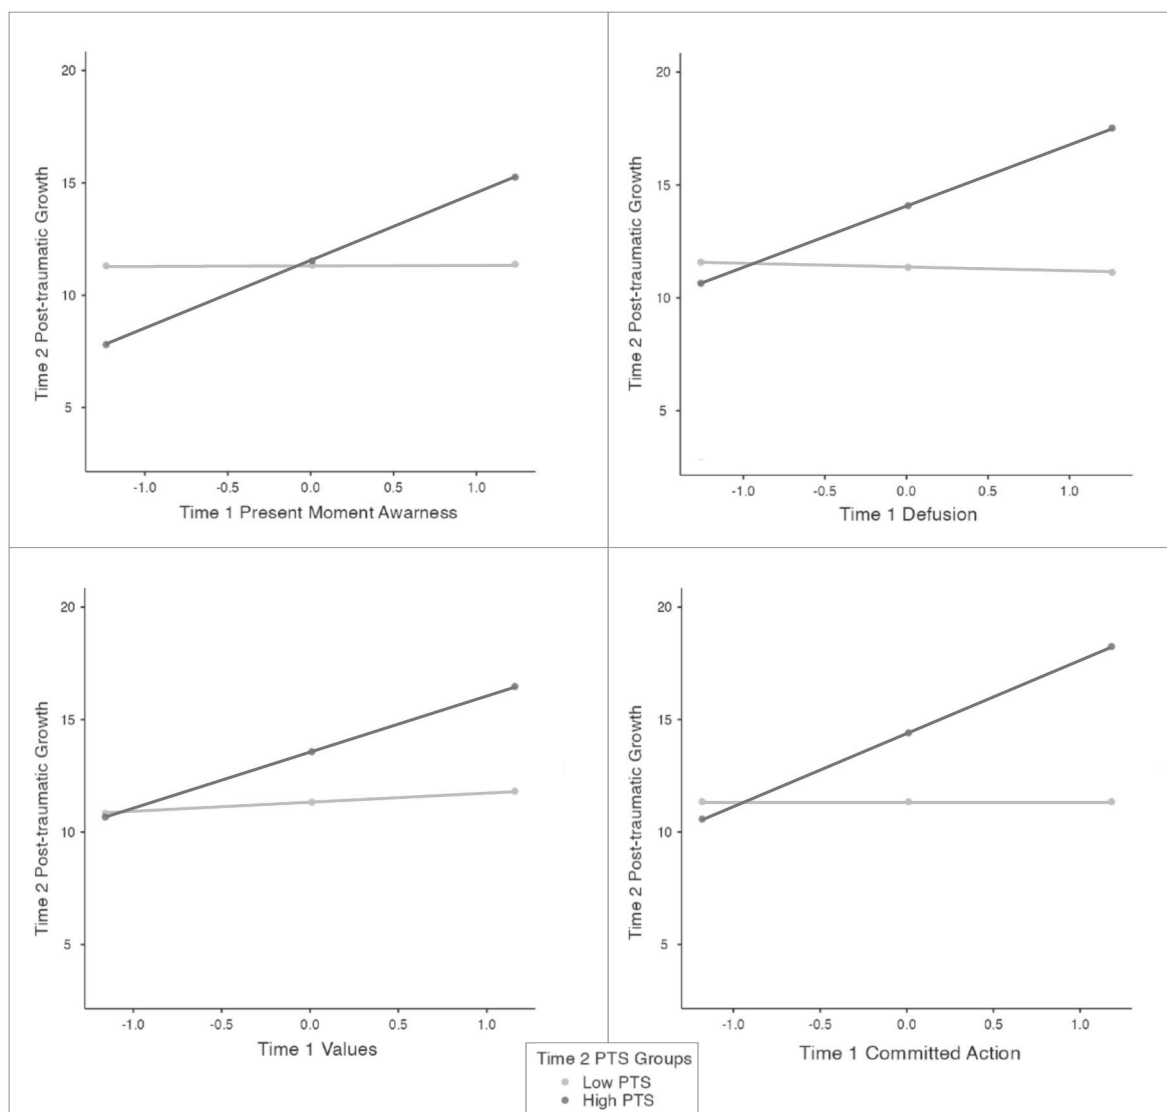 20
15
10
5
Time 2 Post-traumatic Growth
-1.0 -0.5 0.0 0.5 1.0
Time 1 Present Moment Awarness
20
15
10
5
Time 2 Post-traumatic Growth
-1.0 -0.5 0.0 0.5 1.0
Time 1 Defusion
20
15
10
5
Time 2 Post-traumatic Growth
-1.0 -0.5 0.0 0.5 1.0
Time 1 Values
20
15
10
5
Time 2 Post-traumatic Growth
-1.0 -0.5 0.0 0.5 1.0
Time 1 Committed Action
Time 2 PTS Groups
Low PTS
High PTS